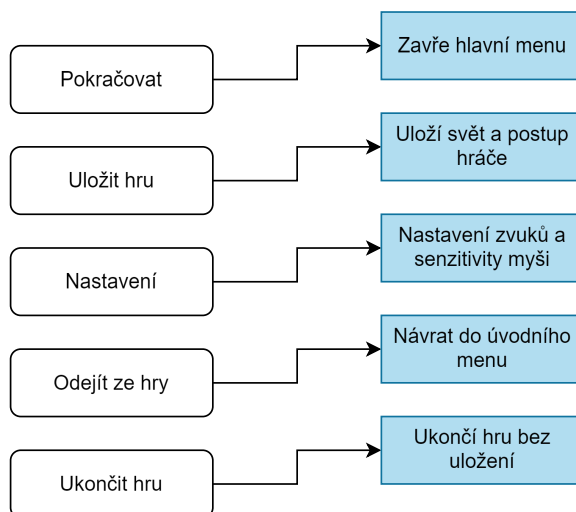 Pokračovat
Zavře hlavní menu
Uložit hru
Uloží svět a postup
hráče
Nastavení
Nastavení zvuků a
senzitivity myši
Odejít ze hry
Návrat do úvodního
menu
Ukončit hru
Ukončí hru bez
uložení